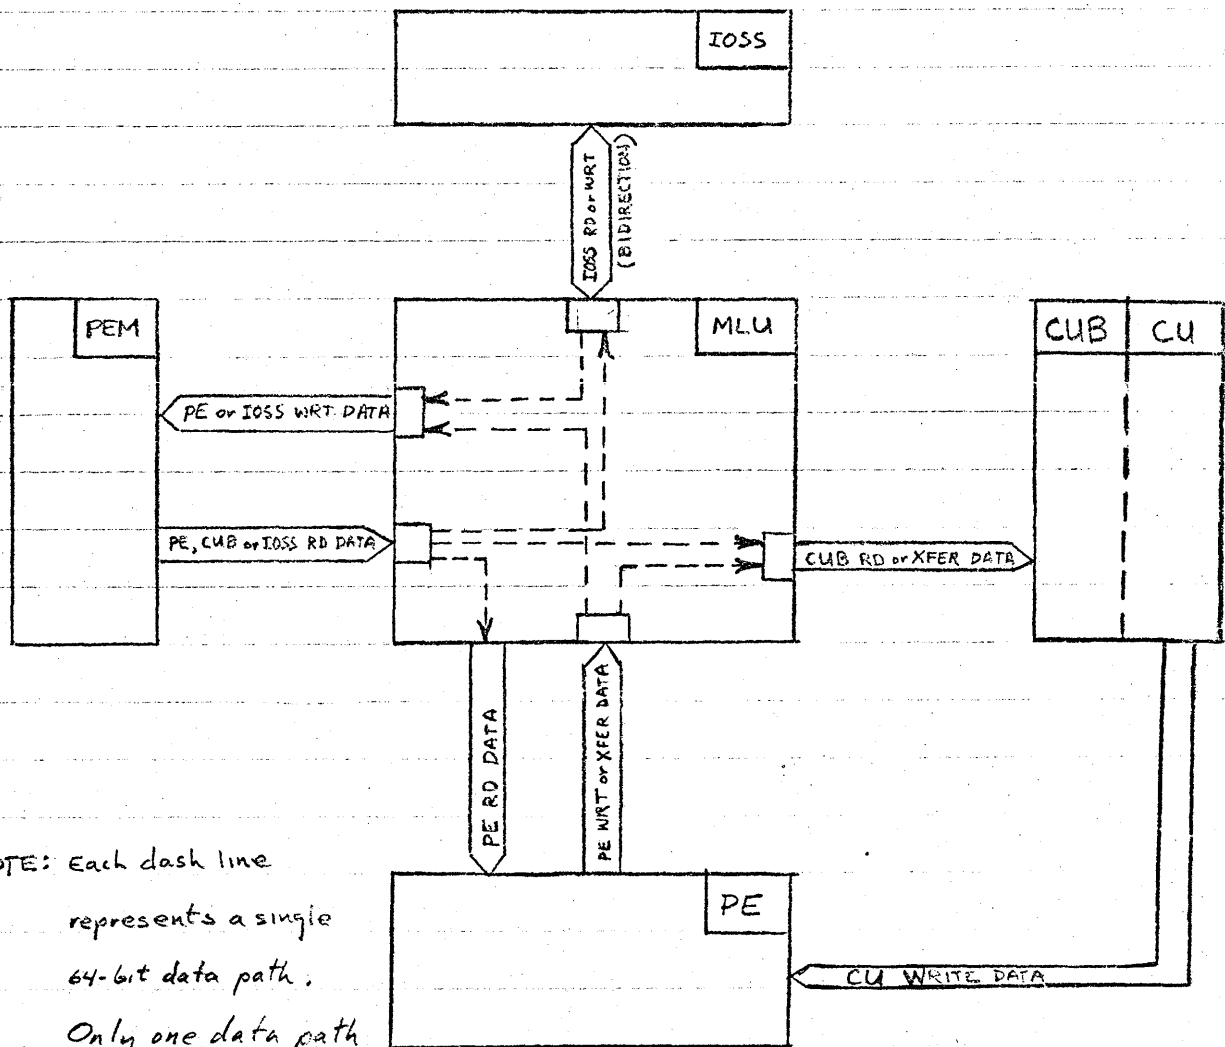 IOSS
IOSS RD or WRT
(BIDIRECTION)
PEM
MLU
CUB
CU
PE or IOSS WRT DATA
PE, CUB or IOSS RD DATA
CUB RD or XFER DATA
PE RD DATA
PE WRT or XFER DATA
OTE: Each dash line
represents a single
64-bit data path.
Only one data path
PE
CU WRITE DATA